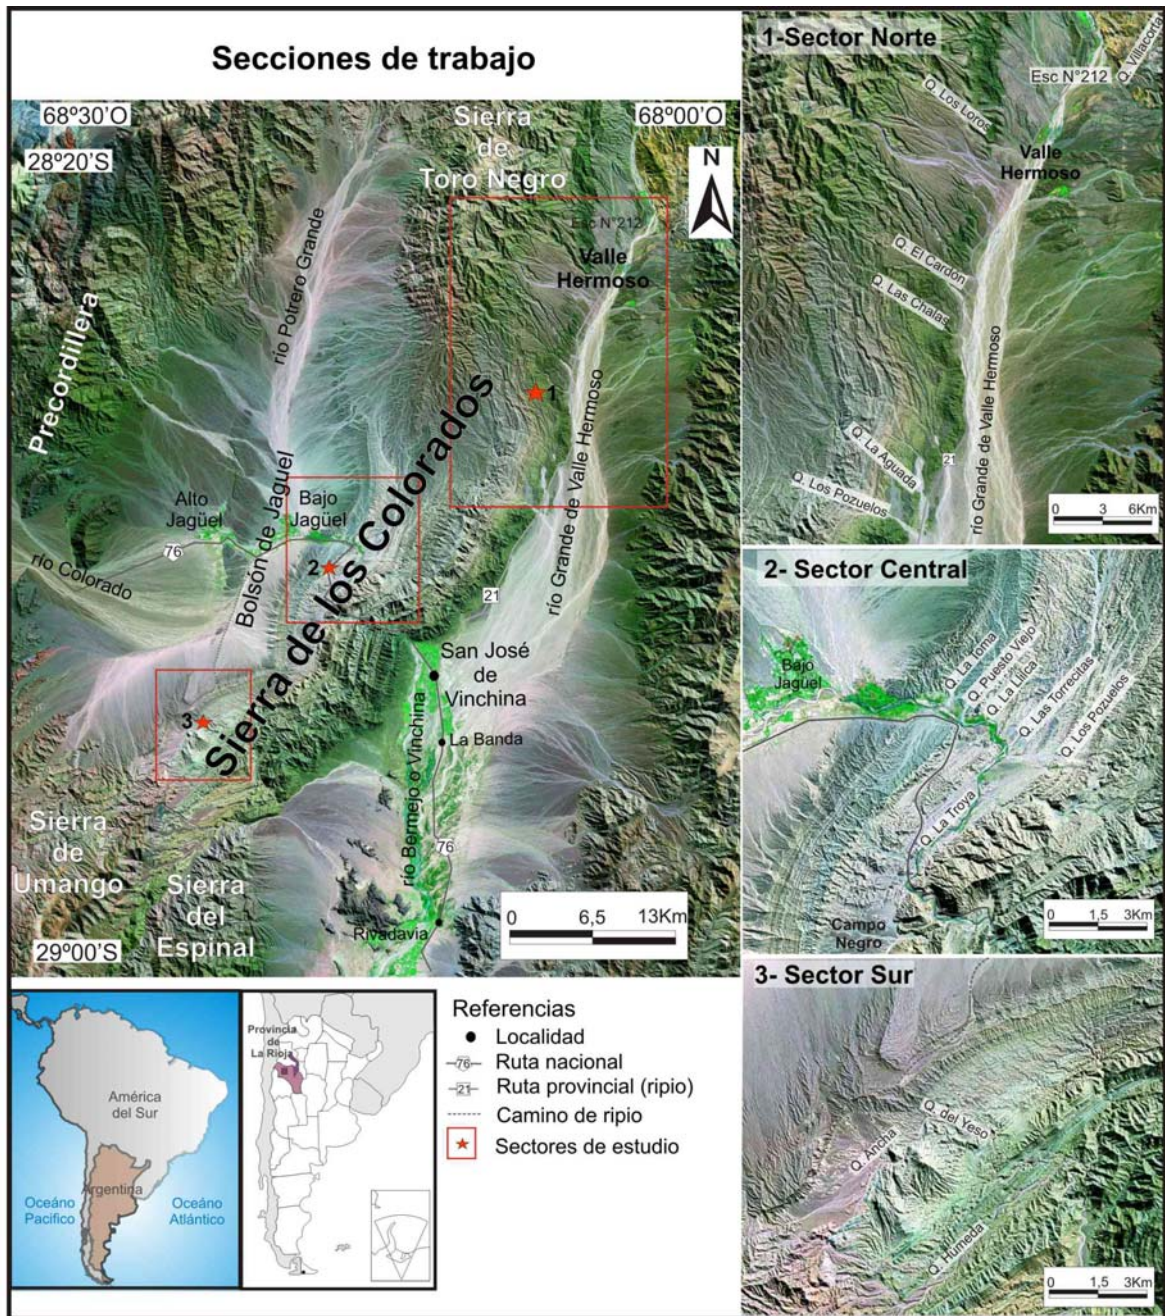 Secciones de trabajo
68º30'O
28º20'S
68º00'O
Sierra
de
Toro Negro
N
Esc N°212
Valle
Hermoso
río Potrero Grande
Precordillera
1
río Grande de Valle Hermoso
Sierra de los Colorados
Alto
Jagüel
Bajo
Jagüel
Bolsón de Jaguel
76
río Colorado
2
21
San José
de
Vinchina
La Banda
3
río Bermejo o Vinchina
76
Sierra
de
Umango
Sierra
del
Espinal
Rivadavia
29º00'S
0 6,5 13Km
1-Sector Norte
Q. Villacorta
Esc N°212
Q. Los Loros
Valle
Hermoso
Q. El Cardón
Q. Las Chalas
río Grande de Valle Hermoso
Q. La Aguada
21
Q. Los Pozuelos
0 3 6Km
2- Sector Central
Bajo
Jagüel
Q. La Toma
Q. Puesto Viejo
Q. La Lilica
Q. Las Torrecitas
Q. Los Pozuelos
Q. La Troya
Campo
Negro
0 1,5 3Km
3- Sector Sur
Q. del Yeso
Q. Ancha
Q. Humeda
0 1,5 3Km
América
del Sur
Argentina
Océano
Pacifico
Océano
Atlántico
Provincia
de
La Rioja
Referencias
Localidad
76 Ruta nacional
21 Ruta provincial (ripio)
Camino de ripio
Sectores de estudio